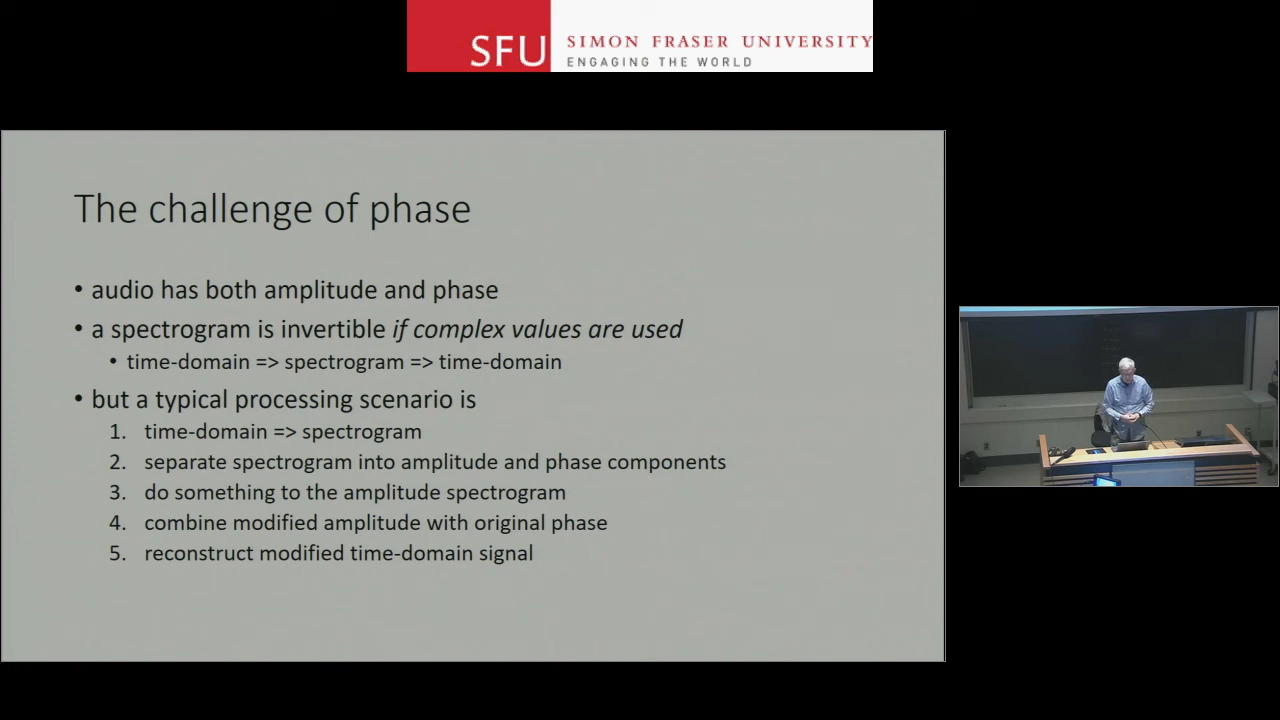 SFU
SIMON FRASER UNIVERSITY
ENGAGING THE WORLD
The challenge of phase
• audio has both amplitude and phase
• a spectrogram is invertible if complex values are used
• time-domain => spectrogram => time-domain
• but a typical processing scenario is
1. time-domain => spectrogram
2. separate spectrogram into amplitude and phase components
3. do something to the amplitude spectrogram
4. combine modified amplitude with original phase
5. reconstruct modified time-domain signal